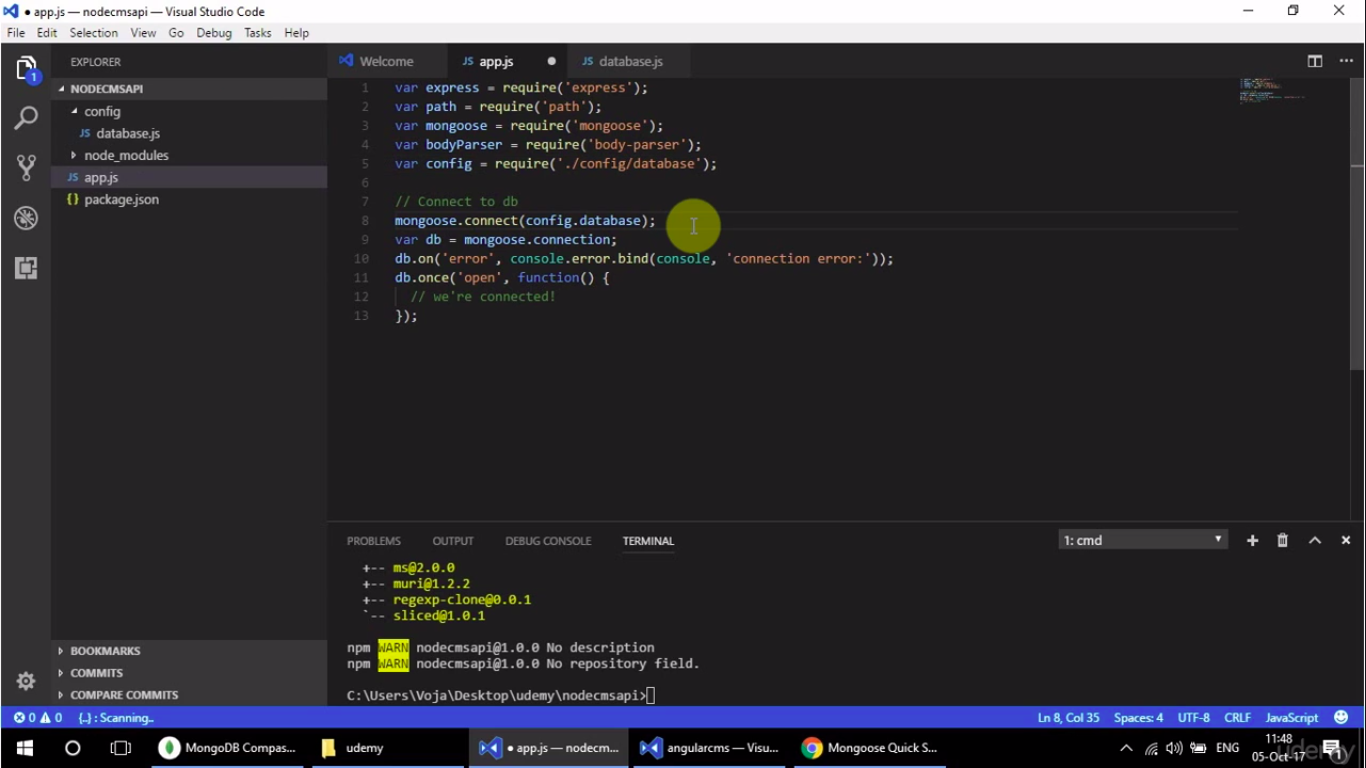 ● app.js — nodecmsapi — Visual Studio Code
File Edit Selection View Go Debug Tasks Help
EXPLORER
1
NODECMSAPI
config
JS database.js
node_modules
JS app.js
{} package.json
BOOKMARKS
COMMITS
COMPARE COMMITS
Welcome JS app.js ● JS database.js
1 var express = require('express');
2 var path = require('path');
3 var mongoose = require('mongoose');
4 var bodyParser = require('body-parser');
5 var config = require('./config/database');
6
7 // Connect to db
8 mongoose.connect(config.database);
9 var db = mongoose.connection;
10 db.on('error', console.error.bind(console, 'connection error:'));
11 db.once('open', function() {
12 // we're connected!
13 });
PROBLEMS OUTPUT DEBUG CONSOLE TERMINAL 1: cmd
+-- ms@2.0.0
+-- muri@1.2.2
+-- regexp-clone@0.0.1
`-- sliced@1.0.1
npm WARN nodecmsapi@1.0.0 No description
npm WARN nodecmsapi@1.0.0 No repository field.
C:\Users\Voja\Desktop\udemy\nodecmsapi>
0 0 {..} : Scanning.. Ln 8, Col 35 Spaces: 4 UTF-8 CRLF JavaScript
MongoDB Compas... udemy ● app.js — nodecm... angularcms — Visu... Mongoose Quick S... ENG 11:48
05-Oct-17 1
udemy